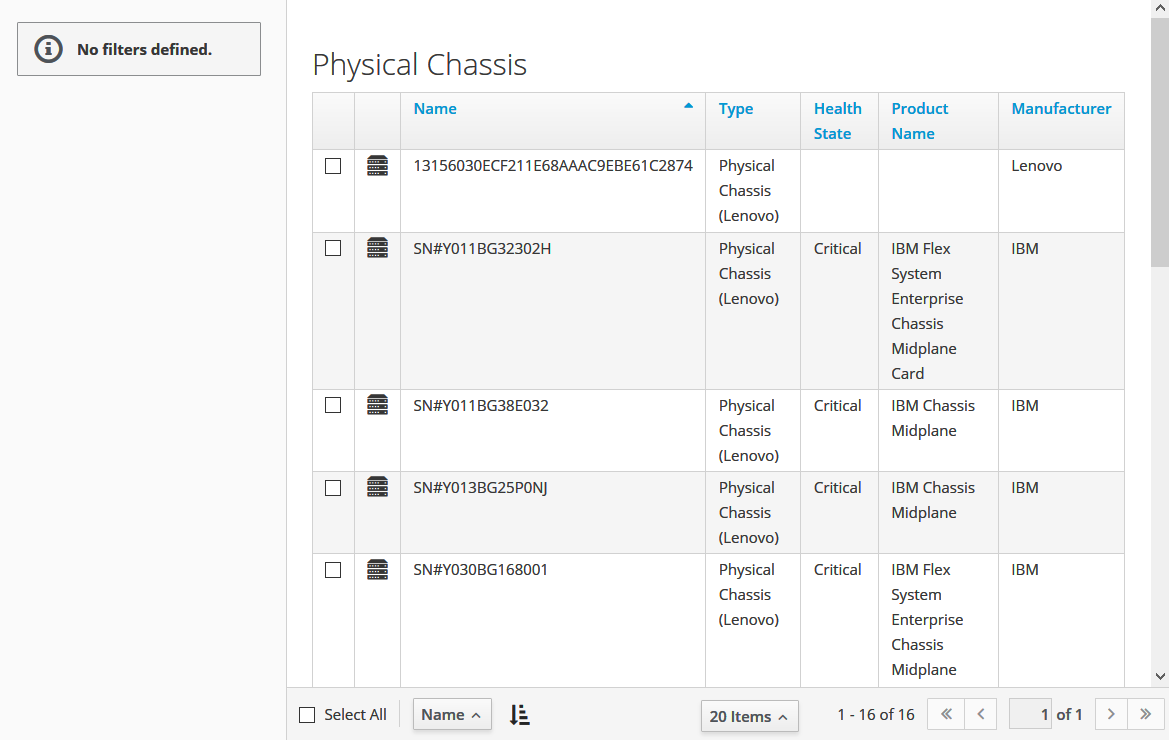 No filters defined.
Physical Chassis
Name
Type
Health
State
Product
Name
Manufacturer
13156030ECF211E68AAAC9EBE61C2874
Physical
Chassis
(Lenovo)
Lenovo
SN#Y011BG32302H
Physical
Chassis
(Lenovo)
Critical
IBM Flex
System
Enterprise
Chassis
Midplane
Card
IBM
SN#Y011BG38E032
Physical
Chassis
(Lenovo)
Critical
IBM Chassis
Midplane
IBM
SN#Y013BG25P0NJ
Physical
Chassis
(Lenovo)
Critical
IBM Chassis
Midplane
IBM
SN#Y030BG168001
Physical
Chassis
(Lenovo)
Critical
IBM Flex
System
Enterprise
Chassis
Midplane
IBM
Select All
Name
20 Items
1 - 16 of 16
1 of 1